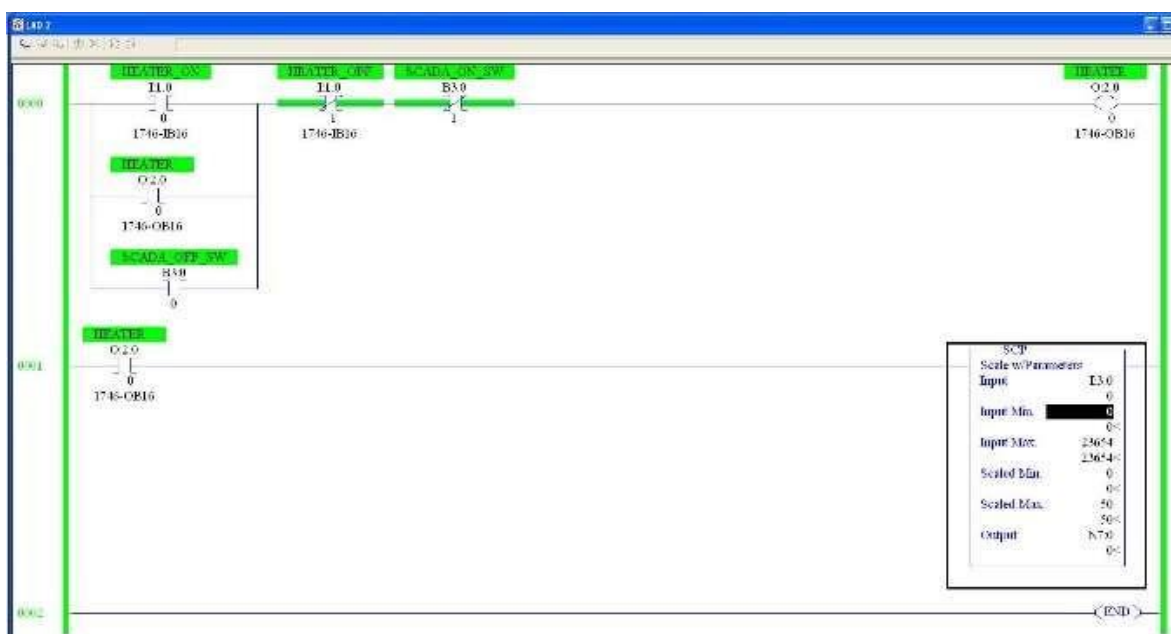 LAD 2
HEATER_ON
I:1.0
0
1746-IB16
HEATER_OFF
I:1.0
1
1746-IB16
SCADA_ON_SW
B3:0
1
HEATER
O:2.0
0
1746-OB16
0000
HEATER
O:2.0
0
1746-OB16
SCADA_OFF_SW
B3:0
0
HEATER
O:2.0
0
1746-OB16
0001
SCP
Scale w/Parameters
Input I:3.0
0
Input Min. 0
0<
Input Max. 23654
23654<
Scaled Min. 0
0<
Scaled Max. 50
50<
Output N7:0
0<
0002
END